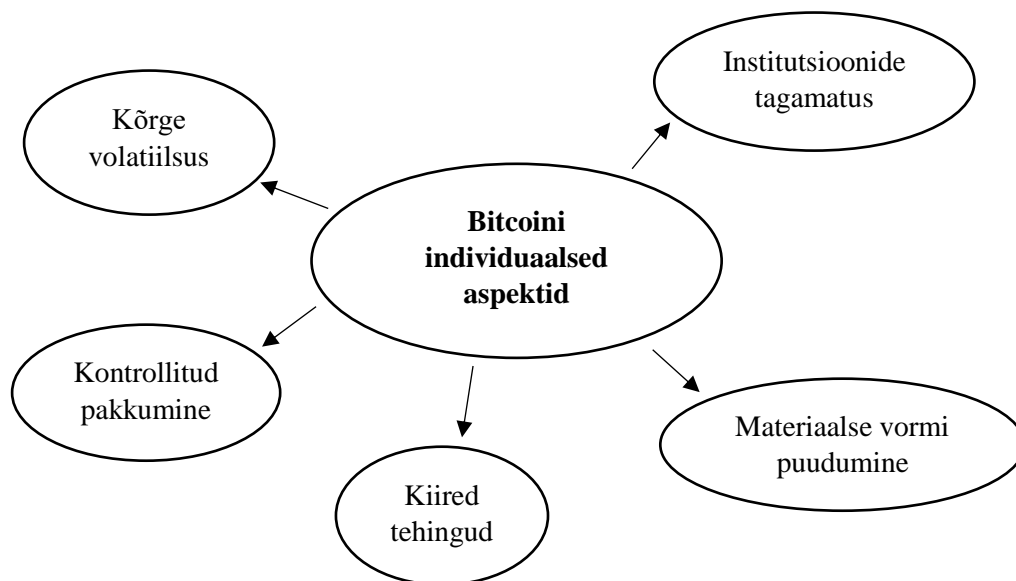 Institutsioonide
tagamatus
Kõrge
volatiilsus
Bitcoini
individuaalsed
aspektid
Kontrollitud
pakkumine
Materiaalse vormi
puudumine
Kiired
tehingud